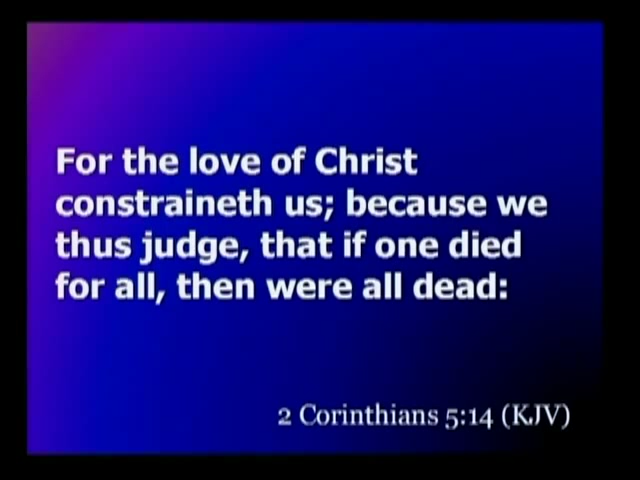 For the love of Christ
constraineth us; because we
thus judge, that if one died
for all, then were all dead:
2 Corinthians 5:14 (KJV)